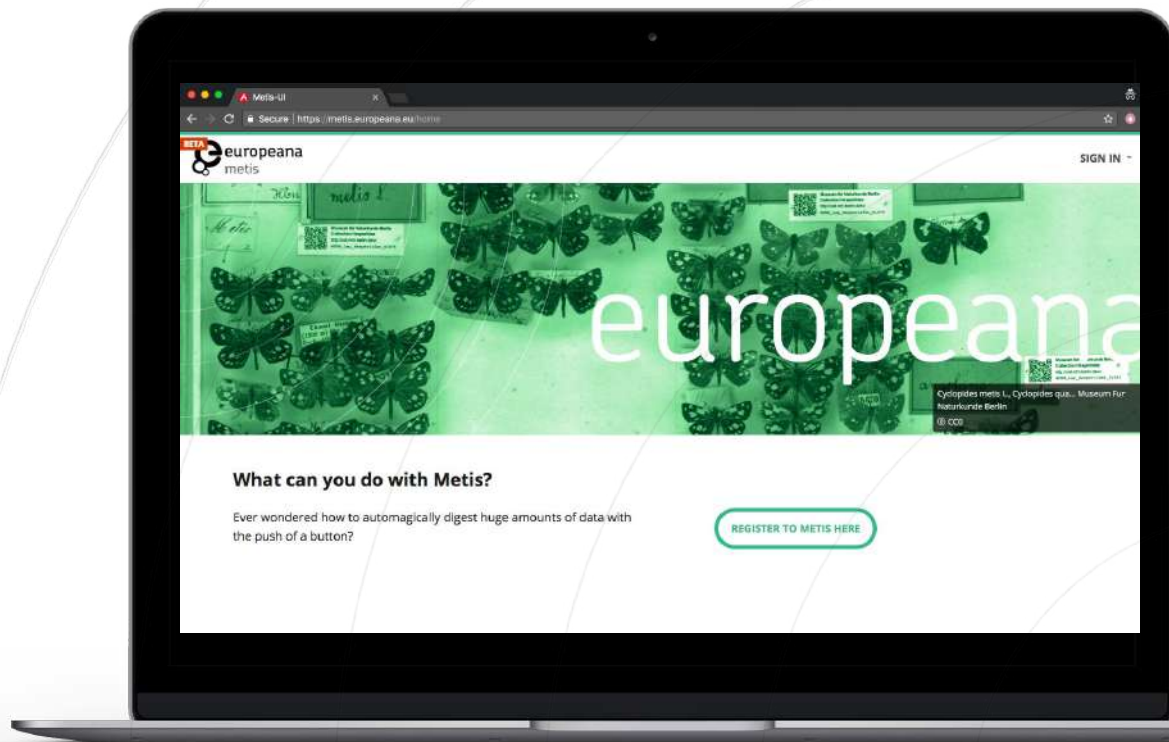 Metis-UI
Secure | https://metis.europeana.eu/home
BETA
europeana
metis
SIGN IN
metis L.
europeana
Cyclopides metis L., Cyclopides qua... Museum Fur
Naturkunde Berlin
CC0
What can you do with Metis?
Ever wondered how to automagically digest huge amounts of data with
the push of a button?
REGISTER TO METIS HERE